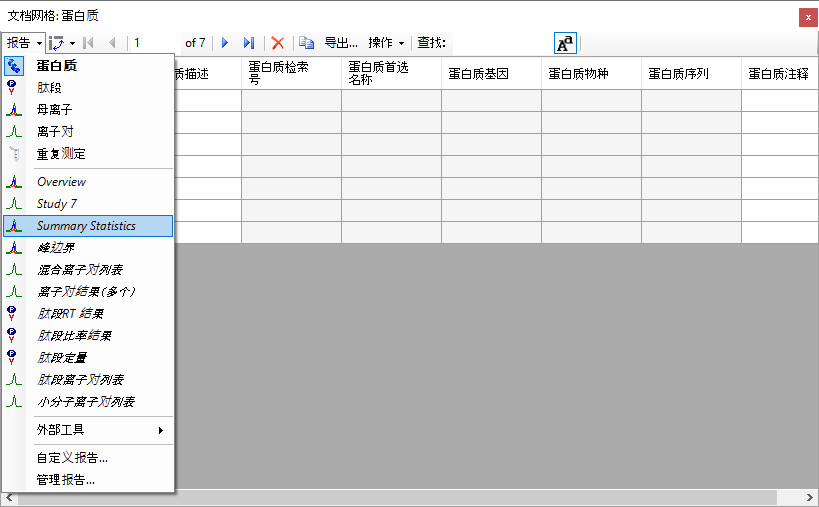 文档网格: 蛋白质
x
报告
1
of 7
导出...
操作
查找:
Aa
质描述
蛋白质检索
号
蛋白质首选
名称
蛋白质基因
蛋白质物种
蛋白质序列
蛋白质注释
蛋白质
肽段
母离子
离子对
重复测定
Overview
Study 7
Summary Statistics
峰边界
混合离子对列表
离子对结果(多个)
肽段RT 结果
肽段比率结果
肽段定量
肽段离子对列表
小分子离子对列表
外部工具
自定义报告...
管理报告...